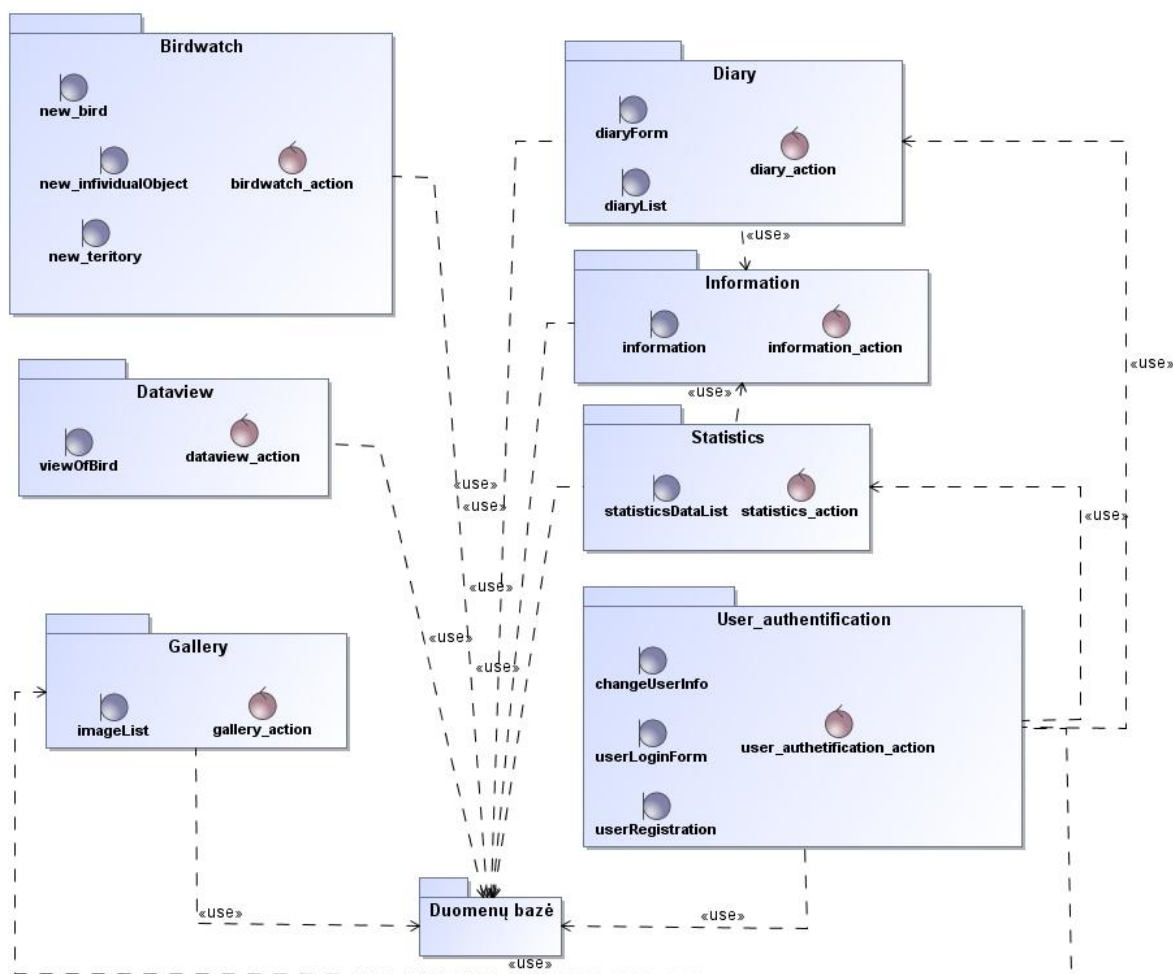 Birdwatch
new_bird
new_infividualObject
birdwatch_action
new_teritory
Diary
diaryForm
diary_action
diaryList
«use»
Information
information
information_action
«use»
«use»
Dataview
viewOfBird
dataview_action
Statistics
statisticsDataList
statistics_action
«use»
«use»
«use»
«use»
«use»
«use»
Gallery
imageList
gallery_action
User_authentification
changeUserInfo
userLoginForm
user_authetification_action
userRegistration
Duomenų bazė
«use»
«use»
«use»